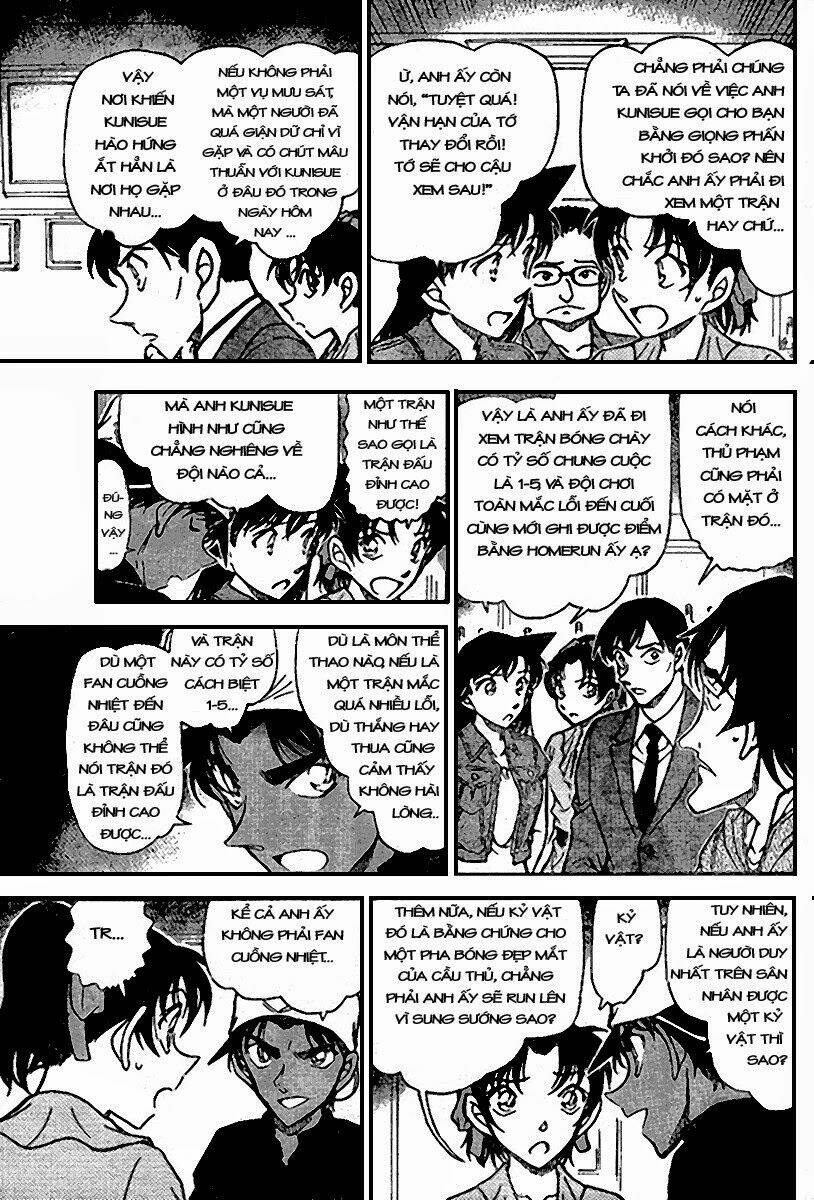 CHẲNG PHẢI CHÚNG
TA ĐÃ NÓI VỀ VIỆC ANH
KUNISUE GỌI CHO BẠN
BẰNG GIỌNG PHẤN
KHỞI ĐÓ SAO? NÊN
CHẮC ANH ẤY PHẢI ĐI
XEM MỘT TRẬN
HAY CHỨ...
Ừ, ANH ẤY CÒN
NÓI, “TUYỆT QUÁ!
VẬN HẠN CỦA TỚ
THAY ĐỔI RỒI!
TỚ SẼ CHO CẬU
XEM SAU!”
NẾU KHÔNG PHẢI
MỘT VỤ MƯU SÁT,
MÀ MỘT NGƯỜI ĐÃ
QUÁ GIẬN DỮ CHỈ VÌ
GẶP VÀ CÓ CHÚT MÂU
THUẪN VỚI KUNISUE
Ở ĐÂU ĐÓ TRONG
NGÀY HÔM
NAY ...
VẬY
NƠI KHIẾN
KUNISUE
HÀO HỨNG
ẮT HẲN LÀ
NƠI HỌ GẶP
NHAU...
NÓI
CÁCH KHÁC,
THỦ PHẠM
CŨNG PHẢI
CÓ MẶT Ở
TRẬN ĐÓ...
VẬY LÀ ANH ẤY ĐÃ ĐI
XEM TRẬN BÓNG CHÀY
CÓ TỶ SỐ CHUNG CUỘC
LÀ 1-5 VÀ ĐỘI CHƠI
TOÀN MẮC LỖI ĐẾN CUỐI
CÙNG MỚI GHI ĐƯỢC ĐIỂM
BẰNG HOMERUN ẤY Ạ?
MỘT TRẬN
NHƯ THẾ
SAO GỌI LÀ
TRẬN ĐẤU
ĐỈNH CAO
ĐƯỢC!
MÀ ANH KUNISUE
HÌNH NHƯ CŨNG
CHẲNG NGHIÊNG VỀ
ĐỘI NÀO CẢ...
ĐÚNG
VẬY
...
DÙ LÀ MÔN THỂ
THAO NÀO, NẾU LÀ
MỘT TRẬN MẮC
QUÁ NHIỀU LỖI,
DÙ THẮNG HAY
THUA CŨNG
CẢM THẤY
KHÔNG HÀI
LÒNG..
VÀ TRẬN
NÀY CÓ TỶ SỐ
CÁCH BIỆT
1-5...
DÙ MỘT
FAN CUỒNG
NHIỆT ĐẾN
ĐÂU CŨNG
KHÔNG THỂ
NÓI TRẬN ĐÓ
LÀ TRẬN ĐẤU
ĐỈNH CAO
ĐƯỢC...
TUY NHIÊN,
NẾU ANH ẤY
LÀ NGƯỜI DUY
NHẤT TRÊN SÂN
NHÂN ĐƯỢC
MỘT KỶ
VẬT THÌ
SAO?
KỶ
VẬT?
THÊM NỮA, NẾU KỶ VẬT
ĐÓ LÀ BẰNG CHỨNG CHO
MỘT PHA BÓNG ĐẸP MẮT
CỦA CẦU THỦ, CHẲNG
PHẢI ANH ẤY SẼ RUN LÊN
VÌ SUNG SƯỚNG SAO?
KỂ CẢ ANH ẤY
KHÔNG PHẢI FAN
CUỒNG NHIỆT...
TR...